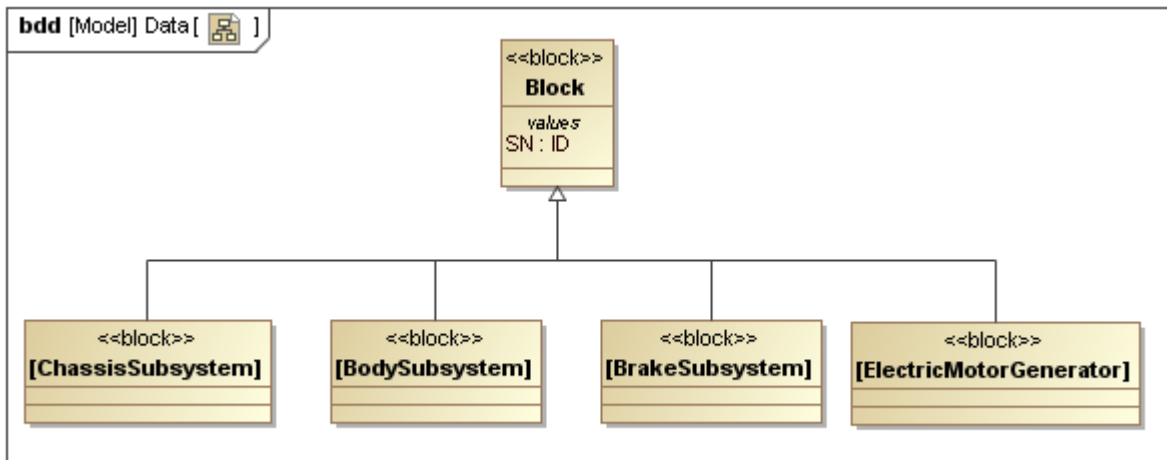 bdd [Model] Data [ ]
<<block>>
Block
values
SN : ID
<<block>>
[ChassisSubsystem]
<<block>>
[BodySubsystem]
<<block>>
[BrakeSubsystem]
<<block>>
[ElectricMotorGenerator]